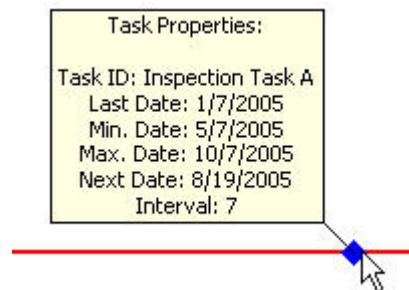 Task Properties:
Task ID: Inspection Task A
Last Date: 1/7/2005
Min. Date: 5/7/2005
Max. Date: 10/7/2005
Next Date: 8/19/2005
Interval: 7